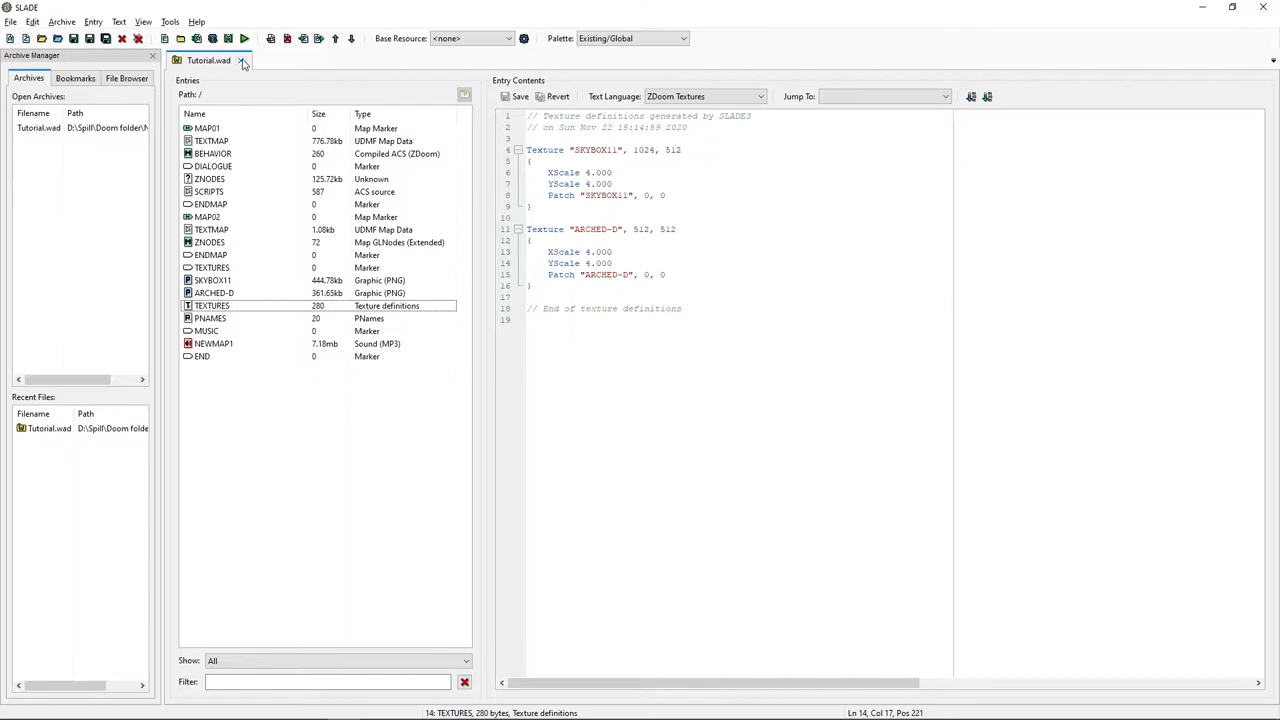 SLADE
File Edit Archive Entry Text View Tools Help
Base Resource: <none> Palette: Existing/Global
Archive Manager
Archives Bookmarks File Browser
Open Archives:
Filename Path
Tutorial.wad D:\Spill\Doom folder\N
Recent Files:
Filename Path
Tutorial.wad D:\Spill\Doom folde
Tutorial.wad
Entries
Path: /
Name Size Type
MAP01 0 Map Marker
TEXTMAP 776.78kb UDMF Map Data
BEHAVIOR 260 Compiled ACS (ZDoom)
DIALOGUE 0 Marker
ZNODES 125.72kb Unknown
SCRIPTS 587 ACS source
ENDMAP 0 Marker
MAP02 0 Map Marker
TEXTMAP 1.08kb UDMF Map Data
ZNODES 72 Map GLNodes (Extended)
ENDMAP 0 Marker
TEXTURES 0 Marker
SKYBOX11 444.78kb Graphic (PNG)
ARCHED-D 361.65kb Graphic (PNG)
TEXTURES 280 Texture definitions
PNAMES 20 PNames
MUSIC 0 Marker
NEWMAP1 7.18mb Sound (MP3)
END 0 Marker
Show: All
Filter:
Entry Contents
Save Revert Text Language: ZDoom Textures Jump To:
1 // Texture definitions generated by SLADE3
2 // on Sun Nov 22 15:14:59 2020
3
4 Texture "SKYBOX11", 1024, 512
5 {
6 XScale 4.000
7 YScale 4.000
8 Patch "SKYBOX11", 0, 0
9 }
10
11 Texture "ARCHED-D", 512, 512
12 {
13 XScale 4.000
14 YScale 4.000
15 Patch "ARCHED-D", 0, 0
16 }
17
18 // End of texture definitions
19
14: TEXTURES, 280 bytes, Texture definitions Ln 14, Col 17, Pos 221